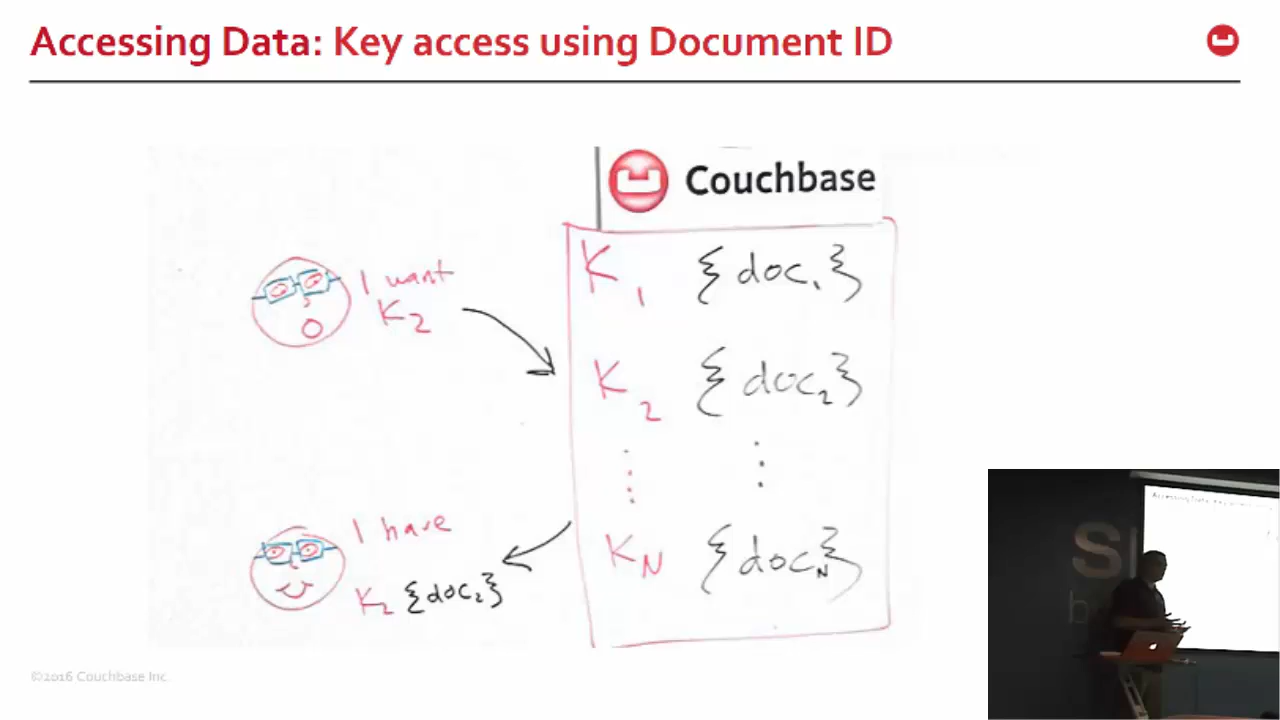 Accessing Data: Key access using Document ID
Couchbase
I want
K2
K1 {doc1}
K2 {doc2}
KN {docN}
I have
K2 {doc2}
©2016 Couchbase Inc.